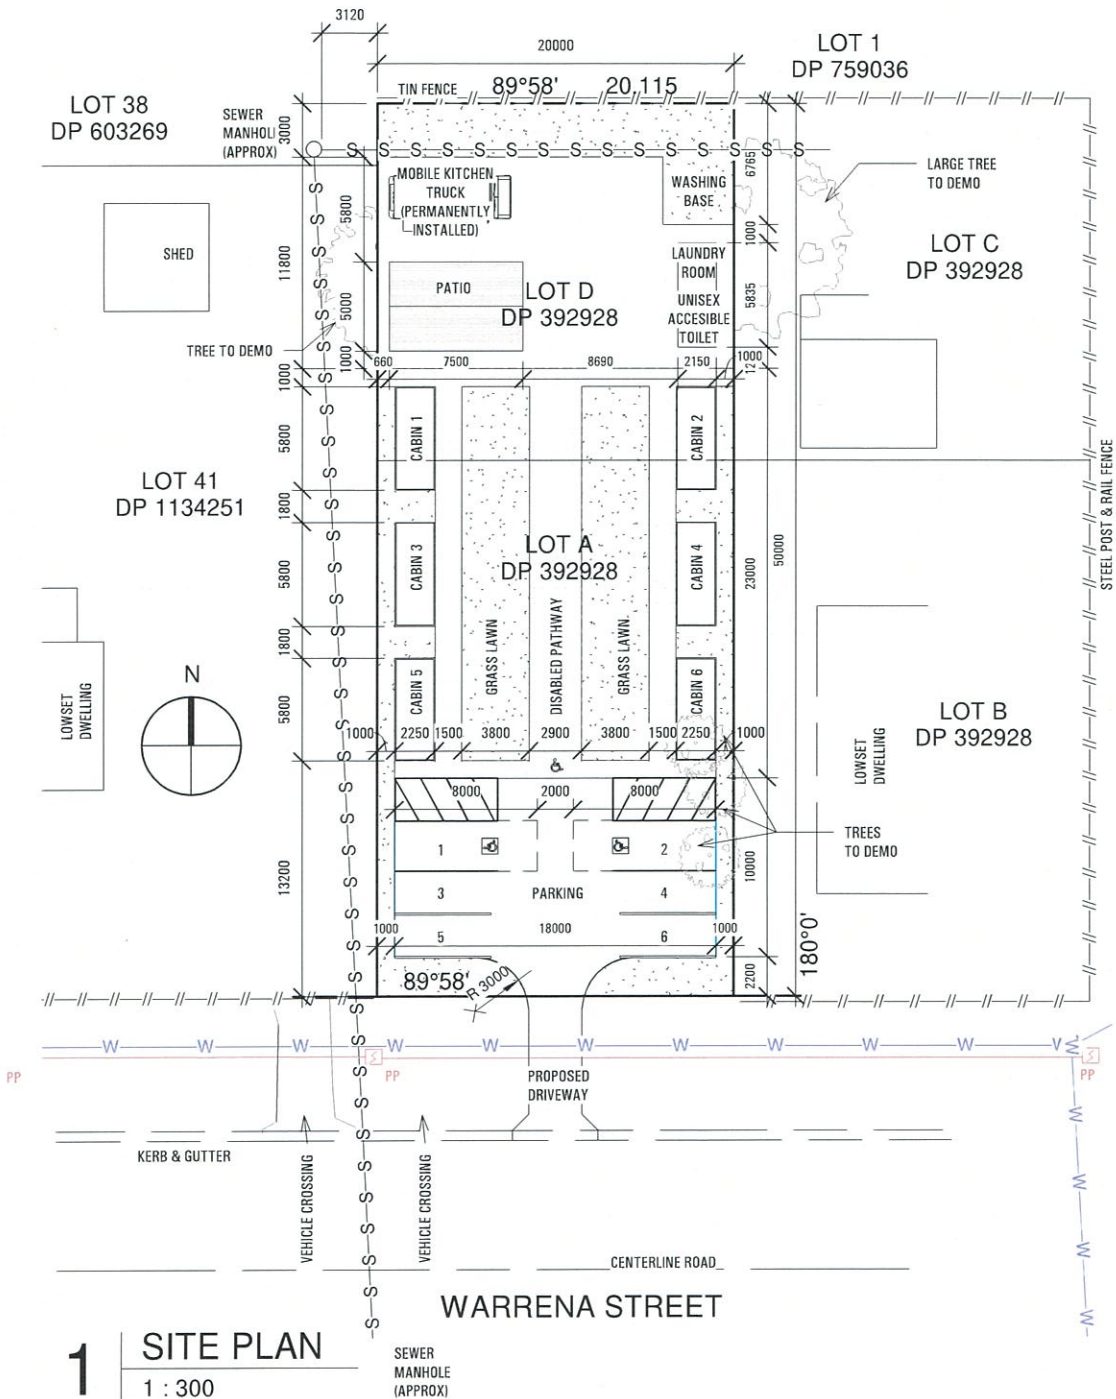 3120
20000
LOT 1
DP 759036
TIN FENCE
89°58'
20.115
LOT 38
DP 603269
SEWER
MANHOLE
(APPROX)
3000
S S S S S S S S S S S S S S S
6765
MOBILE KITCHEN
TRUCK
(PERMANENTLY
INSTALLED)
WASHING
BASE
LARGE TREE
TO DEMO
5800
1000
SHED
11800
LAUNDRY
ROOM
LOT C
DP 392928
PATIO
LOT D
DP 392928
UNISEX
ACCESIBLE
TOILET
5835
5000
TREE TO DEMO
1000
1000
660
7500
8690
2150
1000
12
CABIN 1
CABIN 2
5800
STEEL POST & RAIL FENCE
LOT 41
DP 1134251
1800
LOT A
DP 392928
CABIN 3
CABIN 4
5800
23000
50000
1800
GRASS LAWN
DISABLED PATHWAY
GRASS LAWN
N
CABIN 5
CABIN 6
5800
LOWSET
DWELLING
LOT B
DP 392928
LOWSET
DWELLING
1000
2250
1500
3800
2900
3800
1500
2250
1000
8000
2000
8000
TREES
TO DEMO
1
2
10000
3
PARKING
4
13200
1000
5
18000
6
1000
180°0'
89°58'
R 3000
2200
W W W W W W W W W W V W
PP
PP
PP
PROPOSED
DRIVEWAY
KERB & GUTTER
VEHICLE CROSSING
VEHICLE CROSSING
CENTERLINE ROAD
WARRENA STREET
1
SITE PLAN
1 : 300
SEWER
MANHOLE
(APPROX)